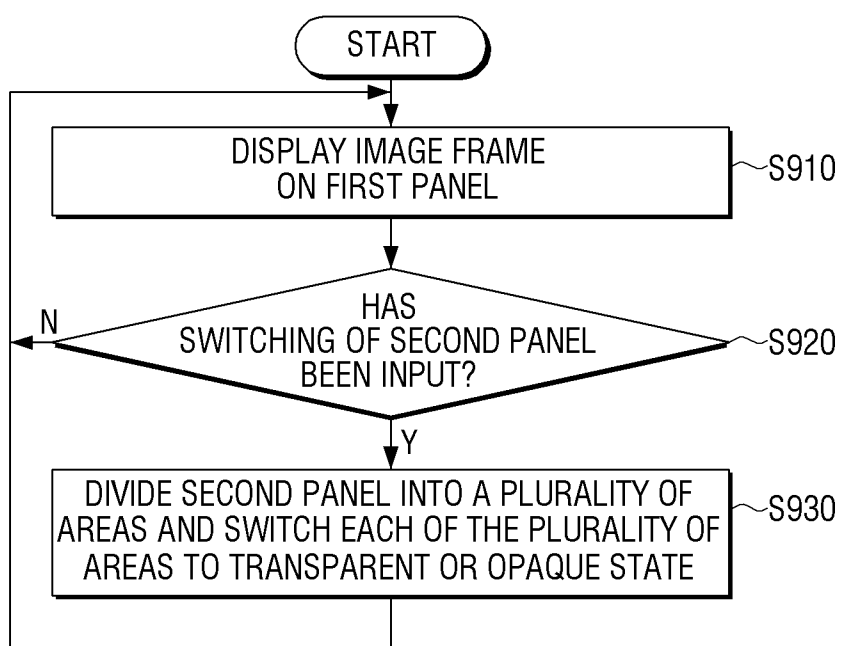 START
DISPLAY IMAGE FRAME
ON FIRST PANEL
S910
HAS
SWITCHING OF SECOND PANEL
BEEN INPUT?
N
S920
Y
DIVIDE SECOND PANEL INTO A PLURALITY OF
AREAS AND SWITCH EACH OF THE PLURALITY OF
AREAS TO TRANSPARENT OR OPAQUE STATE
S930